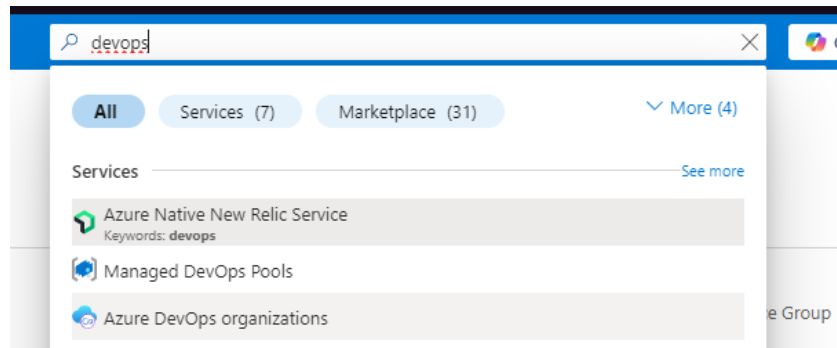 devops
All
Services (7)
Marketplace (31)
More (4)
Services
See more
Azure Native New Relic Service
Keywords: devops
Managed DevOps Pools
Azure DevOps organizations
e Group